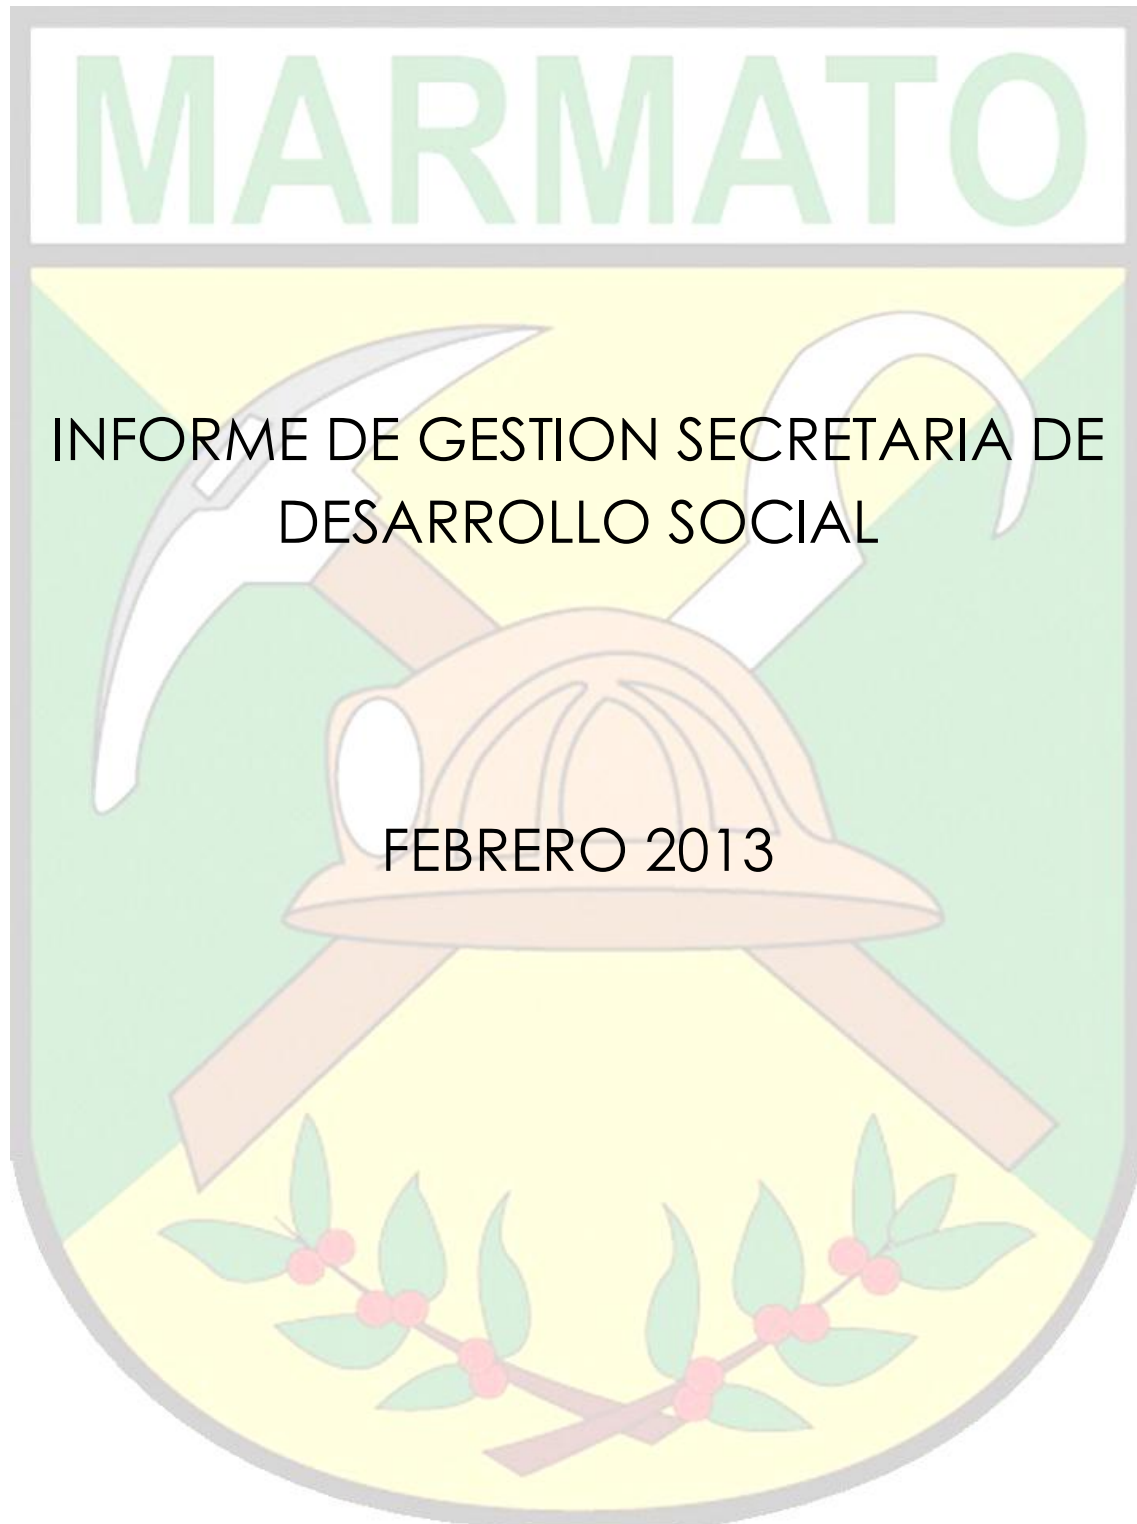 MARMATO
INFORME DE GESTION SECRETARIA DE
DESARROLLO SOCIAL
FEBRERO 2013